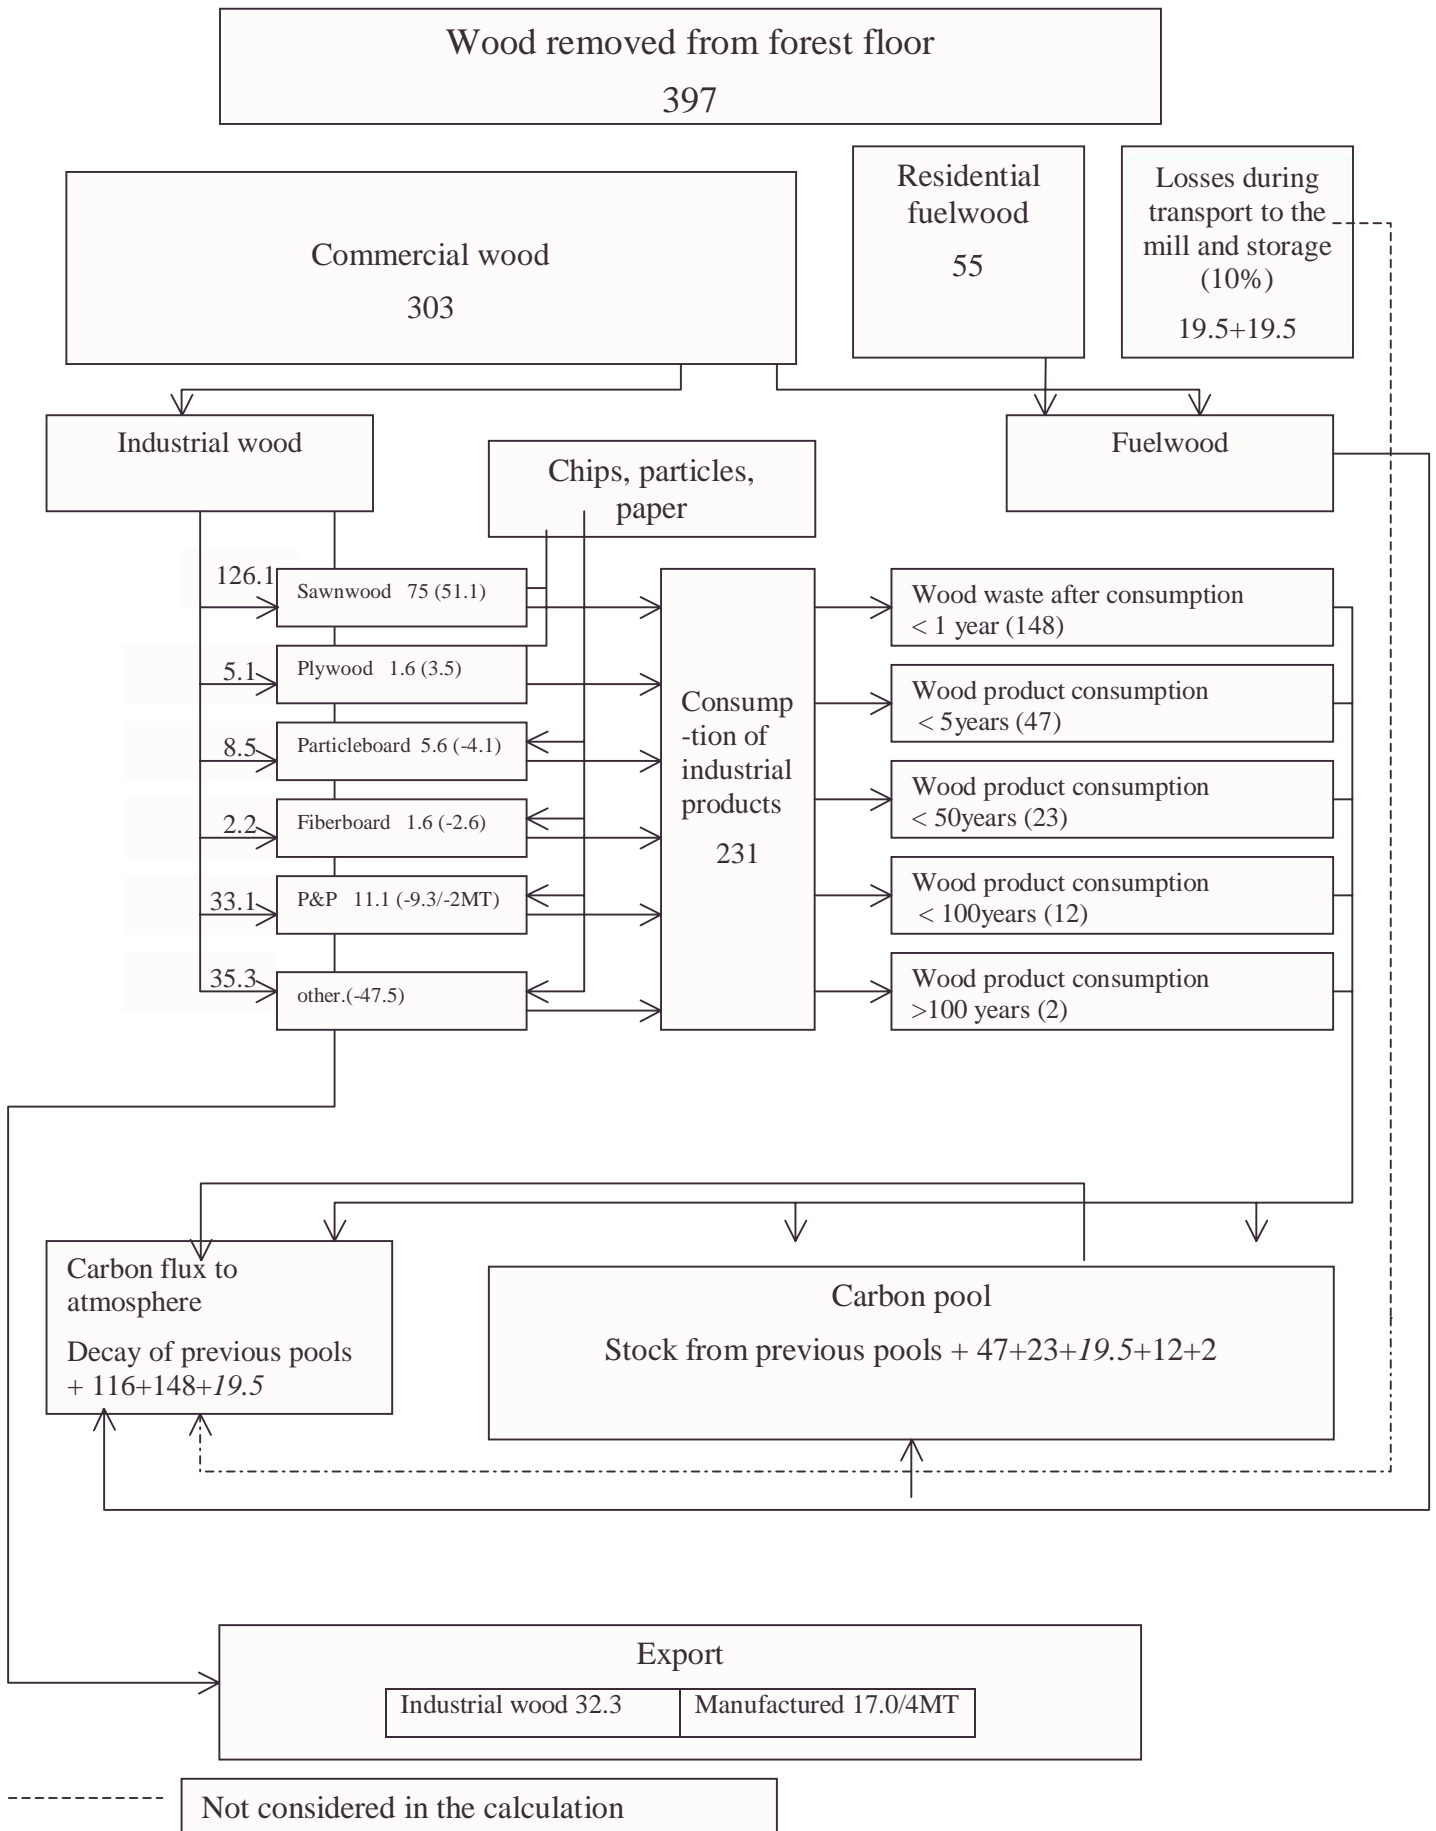 Wood removed from forest floor
397
Commercial wood
303
Residential
fuelwood
55
Losses during
transport to the
mill and storage
(10%)
19.5+19.5
Industrial wood
Chips, particles,
paper
Fuelwood
126.1
Sawnwood 75 (51.1)
5.1
Plywood 1.6 (3.5)
8.5
Particleboard 5.6 (-4.1)
2.2
Fiberboard 1.6 (-2.6)
33.1
P&P 11.1 (-9.3/-2MT)
35.3
other.(-47.5)
Consump
-tion of
industrial
products
231
Wood waste after consumption
< 1 year (148)
Wood product consumption
< 5years (47)
Wood product consumption
< 50years (23)
Wood product consumption
< 100years (12)
Wood product consumption
>100 years (2)
Carbon flux to
atmosphere
Decay of previous pools
+ 116+148+19.5
Carbon pool
Stock from previous pools + 47+23+19.5+12+2
Export
Industrial wood 32.3
Manufactured 17.0/4MT
Not considered in the calculation